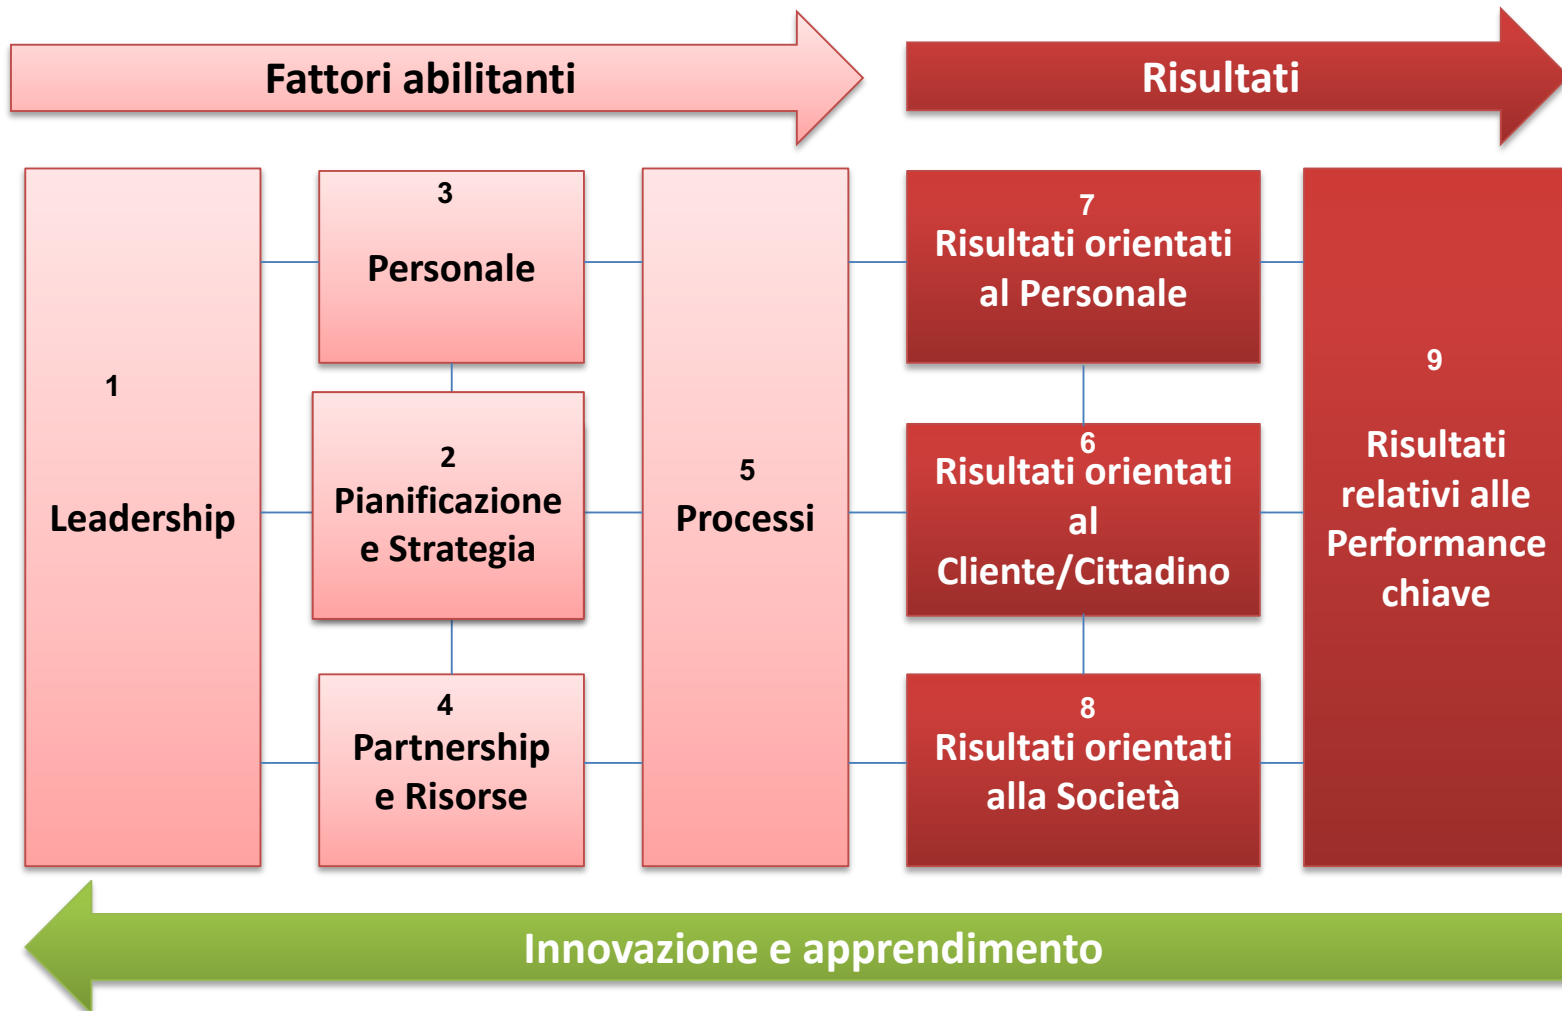 Fattori abilitanti
Risultati
1
Leadership
3
Personale
2
Pianificazione
e Strategia
4
Partnership
e Risorse
5
Processi
7
Risultati orientati
al Personale
6
Risultati orientati
al
Cliente/Cittadino
8
Risultati orientati
alla Società
9
Risultati
relativi alle
Performance
chiave
Innovazione e apprendimento